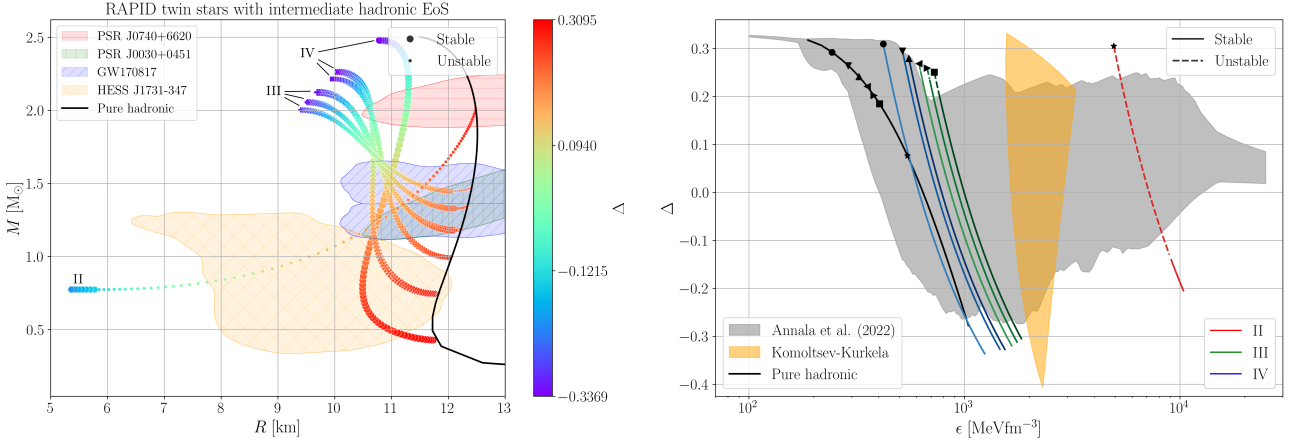 RAPID twin stars with intermediate hadronic EoS
PSR J0740+6620
PSR J0030+0451
GW170817
HESS J1731-347
Pure hadronic
Stable
Unstable
IV
III
II
2.5
2.0
1.5
1.0
0.5
M [M⊙]
5 6 7 8 9 10 11 12 13
R [km]
0.3095
0.0940
−0.1215
−0.3369
Δ
Δ
0.3
0.2
0.1
0.0
−0.1
−0.2
−0.3
−0.4
Stable
Unstable
Annala et al. (2022)
Komoltsev-Kurkela
Pure hadronic
II
III
IV
10² 10³ 10⁴
ϵ [MeVfm⁻³]